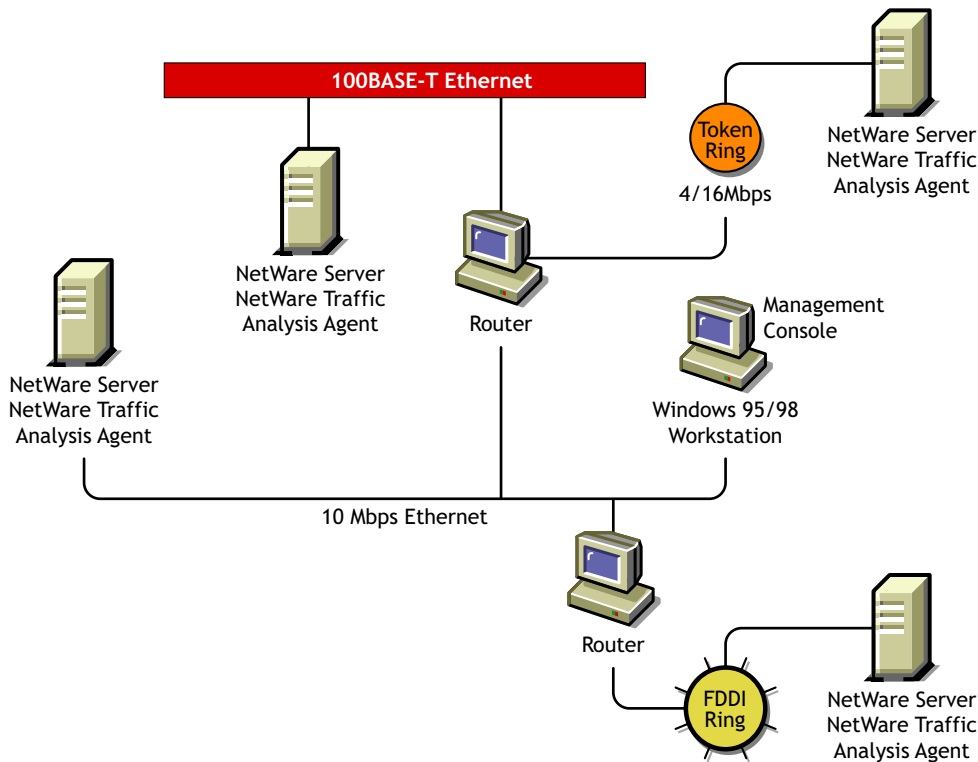 100BASE-T Ethernet
Token
Ring
4/16Mbps
NetWare Server
NetWare Traffic
Analysis Agent
NetWare Server
NetWare Traffic
Analysis Agent
Router
Management
Console
NetWare Server
NetWare Traffic
Analysis Agent
Windows 95/98
Workstation
10 Mbps Ethernet
Router
FDDI
Ring
NetWare Server
NetWare Traffic
Analysis Agent